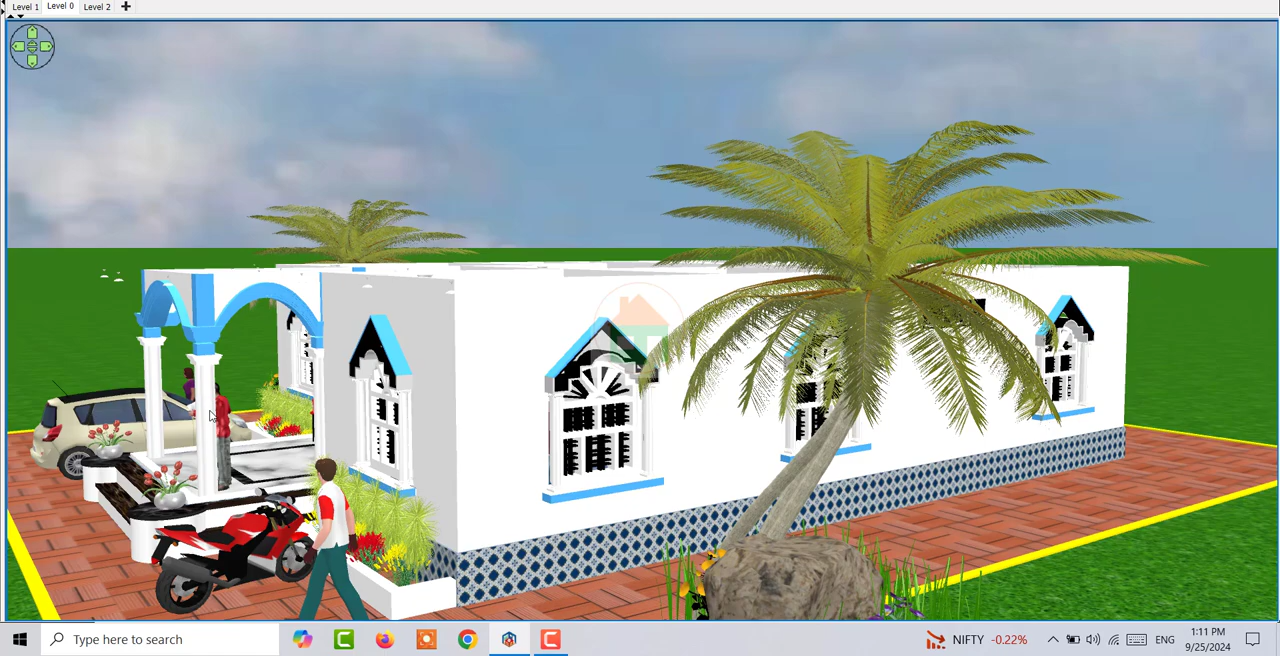 Level 1 Level 0 Level 2
Type here to search
NIFTY -0.22%
ENG
1:11 PM
9/25/2024